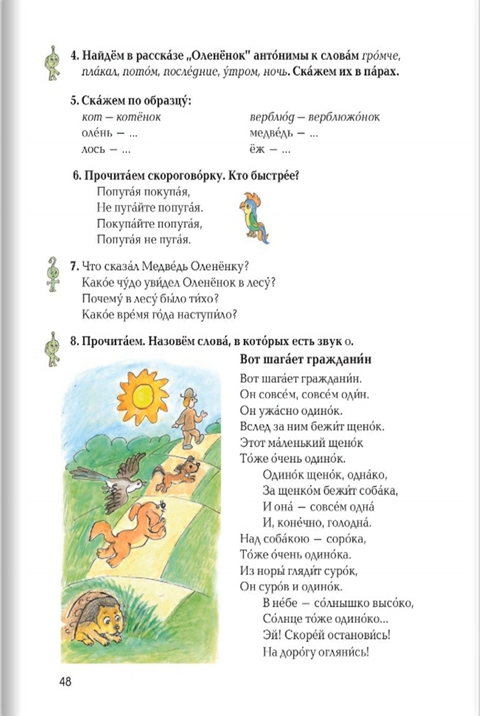 4. Найдём в расска́зе „Оленёнок" анто́нимы к слова́м гро́мче,
пла́кал, пото́м, после́дние, у́тром, ночь. Ска́жем их в па́рах.
5. Ска́жем по образцу́:
кот – котёнок
оле́нь – ...
лось – ...
верблю́д – верблюжо́нок
медве́дь – ...
ёж – ...
6. Прочита́ем скорогово́рку. Кто быстре́е?
Попуга́я покупа́я,
Не пуга́йте попуга́я.
Покупа́йте попуга́я,
Попуга́я не пуга́я.
7. Что сказа́л Медве́дь Оленёнку?
Како́е чу́до уви́дел Оленёнок в лесу́?
Почему́ в лесу́ бы́ло ти́хо?
Како́е вре́мя го́да наступи́ло?
8. Прочита́ем. Назовём слова́, в кото́рых есть звук о.
Вот шага́ет граждани́н
Вот шага́ет граждани́н.
Он совсе́м, совсе́м оди́н.
Он ужа́сно одино́к.
Вслед за ним бежи́т щено́к.
Этот ма́ленький щено́к
То́же о́чень одино́к.
Одино́к щено́к, одна́ко,
За щенко́м бежи́т соба́ка,
И она́ – совсе́м одна́
И, коне́чно, голодна́.
Над соба́кою – соро́ка,
То́же о́чень одино́ка.
Из норы́ гляди́т суро́к,
Он суро́в и одино́к.
В не́бе – со́лнышко высо́ко,
Со́лнце то́же одино́ко...
Эй! Скоре́й останови́сь!
На доро́гу огляни́сь!
48